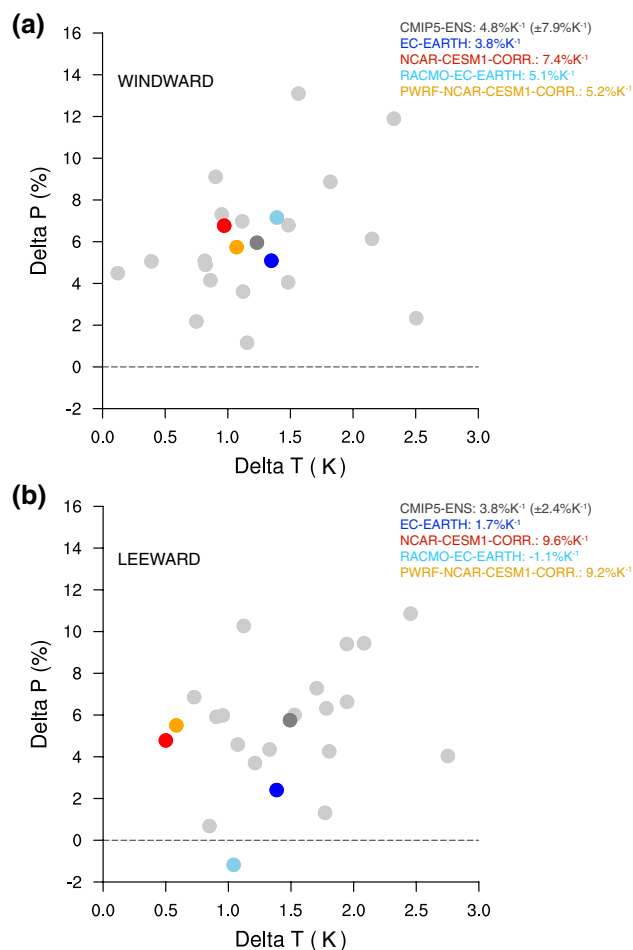 (a)
CMIP5-ENS: 4.8%K⁻¹ (±7.9%K⁻¹)
EC-EARTH: 3.8%K⁻¹
NCAR-CESM1-CORR.: 7.4%K⁻¹
RACMO-EC-EARTH: 5.1%K⁻¹
PWRF-NCAR-CESM1-CORR.: 5.2%K⁻¹
WINDWARD
16
14
12
10
8
6
4
2
0
-2
Delta P (%)
0.0 0.5 1.0 1.5 2.0 2.5 3.0
Delta T ( K )
(b)
CMIP5-ENS: 3.8%K⁻¹ (±2.4%K⁻¹)
EC-EARTH: 1.7%K⁻¹
NCAR-CESM1-CORR.: 9.6%K⁻¹
RACMO-EC-EARTH: -1.1%K⁻¹
PWRF-NCAR-CESM1-CORR.: 9.2%K⁻¹
LEEWARD
16
14
12
10
8
6
4
2
0
-2
Delta P (%)
0.0 0.5 1.0 1.5 2.0 2.5 3.0
Delta T ( K )